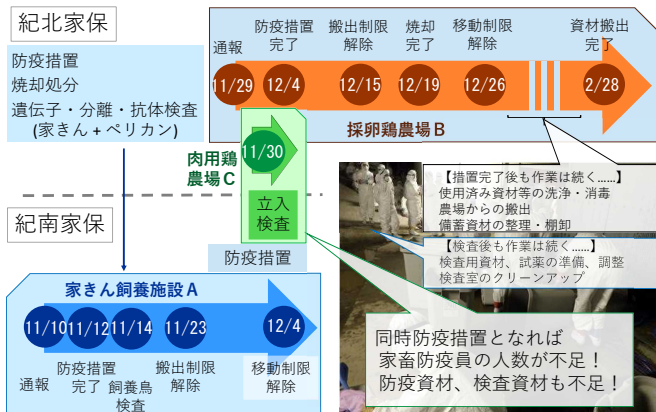 紀北家保
防疫措置
焼却処分
遺伝子・分離・抗体検査
(家きん+ペリカン)
通報
防疫措置
完了
搬出制限
解除
焼却
完了
移動制限
解除
資材搬出
完了
11/29
12/4
12/15
12/19
12/26
2/28
採卵鶏農場B
肉用鶏
農場C
11/30
立入
検査
【措置完了後も作業は続く……】
使用済み資材等の洗浄・消毒
農場からの搬出
備蓄資材の整理・棚卸
紀南家保
防疫措置
【検査後も作業は続く……】
検査用資材、試薬の準備、調整
検査室のクリーンアップ
家きん飼養施設A
11/10
11/12
11/14
11/23
12/4
通報
防疫措置
完了
飼養鳥
検査
搬出制限
解除
移動制限
解除
同時防疫措置となれば
家畜防疫員の人数が不足！
防疫資材、検査資材も不足！